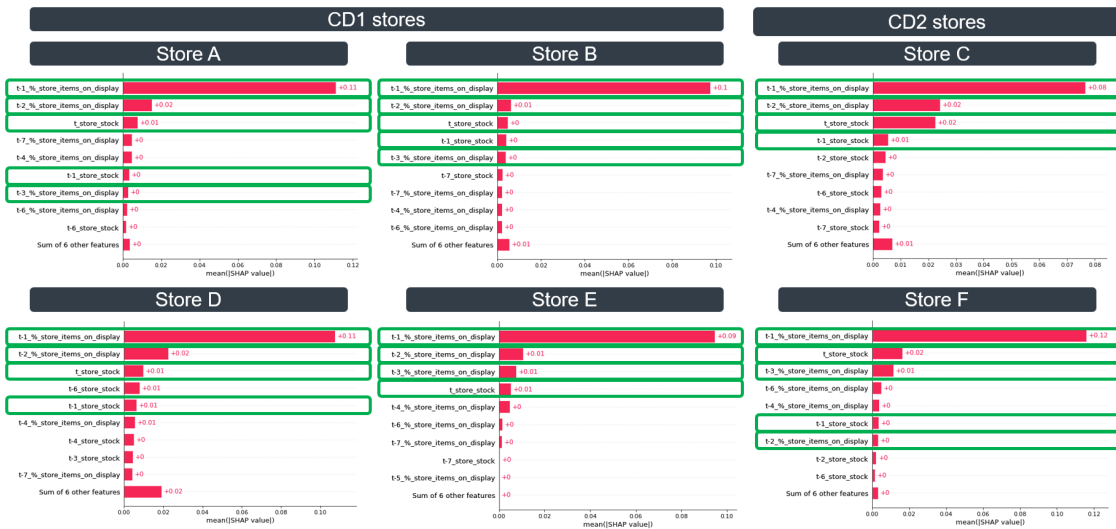 CD1 stores
CD2 stores
Store A
t-1_%_store_items_on_display
+0.11
t-2_%_store_items_on_display
+0.02
t_store_stock
+0.01
t-7_%_store_items_on_display
+0
t-4_%_store_items_on_display
+0
t-1_store_stock
+0
t-3_%_store_items_on_display
+0
t-6_%_store_items_on_display
+0
t-6_store_stock
+0
Sum of 6 other features
+0
0.00 0.02 0.04 0.06 0.08 0.10 0.12
mean(|SHAP value|)
Store B
t-1_%_store_items_on_display
+0.1
t-2_%_store_items_on_display
+0.01
t_store_stock
+0
t-1_store_stock
+0
t-3_%_store_items_on_display
+0
t-7_store_stock
+0
t-7_%_store_items_on_display
+0
t-4_%_store_items_on_display
+0
t-6_%_store_items_on_display
+0
Sum of 6 other features
+0.01
0.00 0.02 0.04 0.06 0.08 0.10
mean(|SHAP value|)
Store C
t-1_%_store_items_on_display
+0.08
t-2_%_store_items_on_display
+0.02
t_store_stock
+0.02
t-1_store_stock
+0.01
t-2_store_stock
+0
t-7_%_store_items_on_display
+0
t-6_store_stock
+0
t-4_%_store_items_on_display
+0
t-7_store_stock
+0
Sum of 6 other features
+0.01
0.00 0.01 0.02 0.03 0.04 0.05 0.06 0.07 0.08
mean(|SHAP value|)
Store D
t-1_%_store_items_on_display
+0.11
t-2_%_store_items_on_display
+0.02
t_store_stock
+0.01
t-6_store_stock
+0.01
t-1_store_stock
+0.01
t-4_%_store_items_on_display
+0.01
t-4_store_stock
+0
t-3_store_stock
+0
t-7_%_store_items_on_display
+0
Sum of 6 other features
+0.02
0.00 0.02 0.04 0.06 0.08 0.10
mean(|SHAP value|)
Store E
t-1_%_store_items_on_display
+0.09
t-2_%_store_items_on_display
+0.01
t-3_%_store_items_on_display
+0.01
t_store_stock
+0.01
t-4_%_store_items_on_display
+0
t-6_%_store_items_on_display
+0
t-7_%_store_items_on_display
+0
t-7_store_stock
+0
t-5_%_store_items_on_display
+0
Sum of 6 other features
+0
0.00 0.02 0.04 0.06 0.08 0.10
mean(|SHAP value|)
Store F
t-1_%_store_items_on_display
+0.12
t_store_stock
+0.02
t-3_%_store_items_on_display
+0.01
t-6_%_store_items_on_display
+0
t-4_%_store_items_on_display
+0
t-1_store_stock
+0
t-2_%_store_items_on_display
+0
t-2_store_stock
+0
t-6_store_stock
+0
Sum of 6 other features
+0
0.00 0.02 0.04 0.06 0.08 0.10 0.12
mean(|SHAP value|)